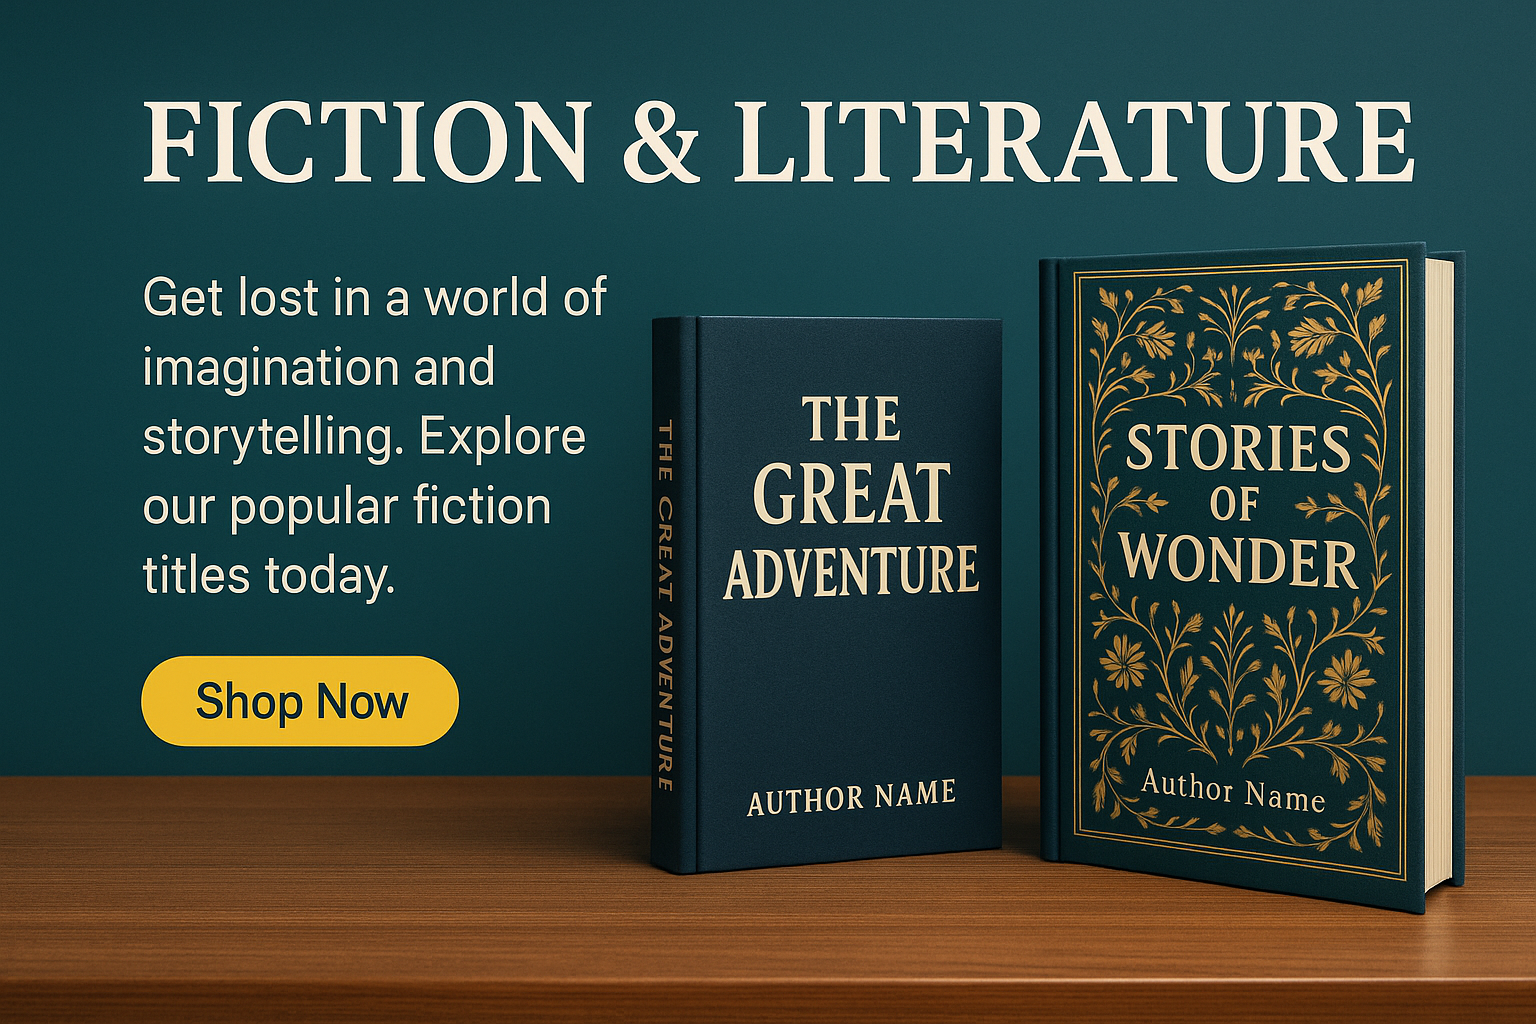 FICTION & LITERATURE
Get lost in a world of
imagination and
storytelling. Explore
our popular fiction
titles today.
Shop Now
THE GREAT ADVENTURE
THE
GREAT
ADVENTURE
AUTHOR NAME
STORIES
OF
WONDER
Author Name